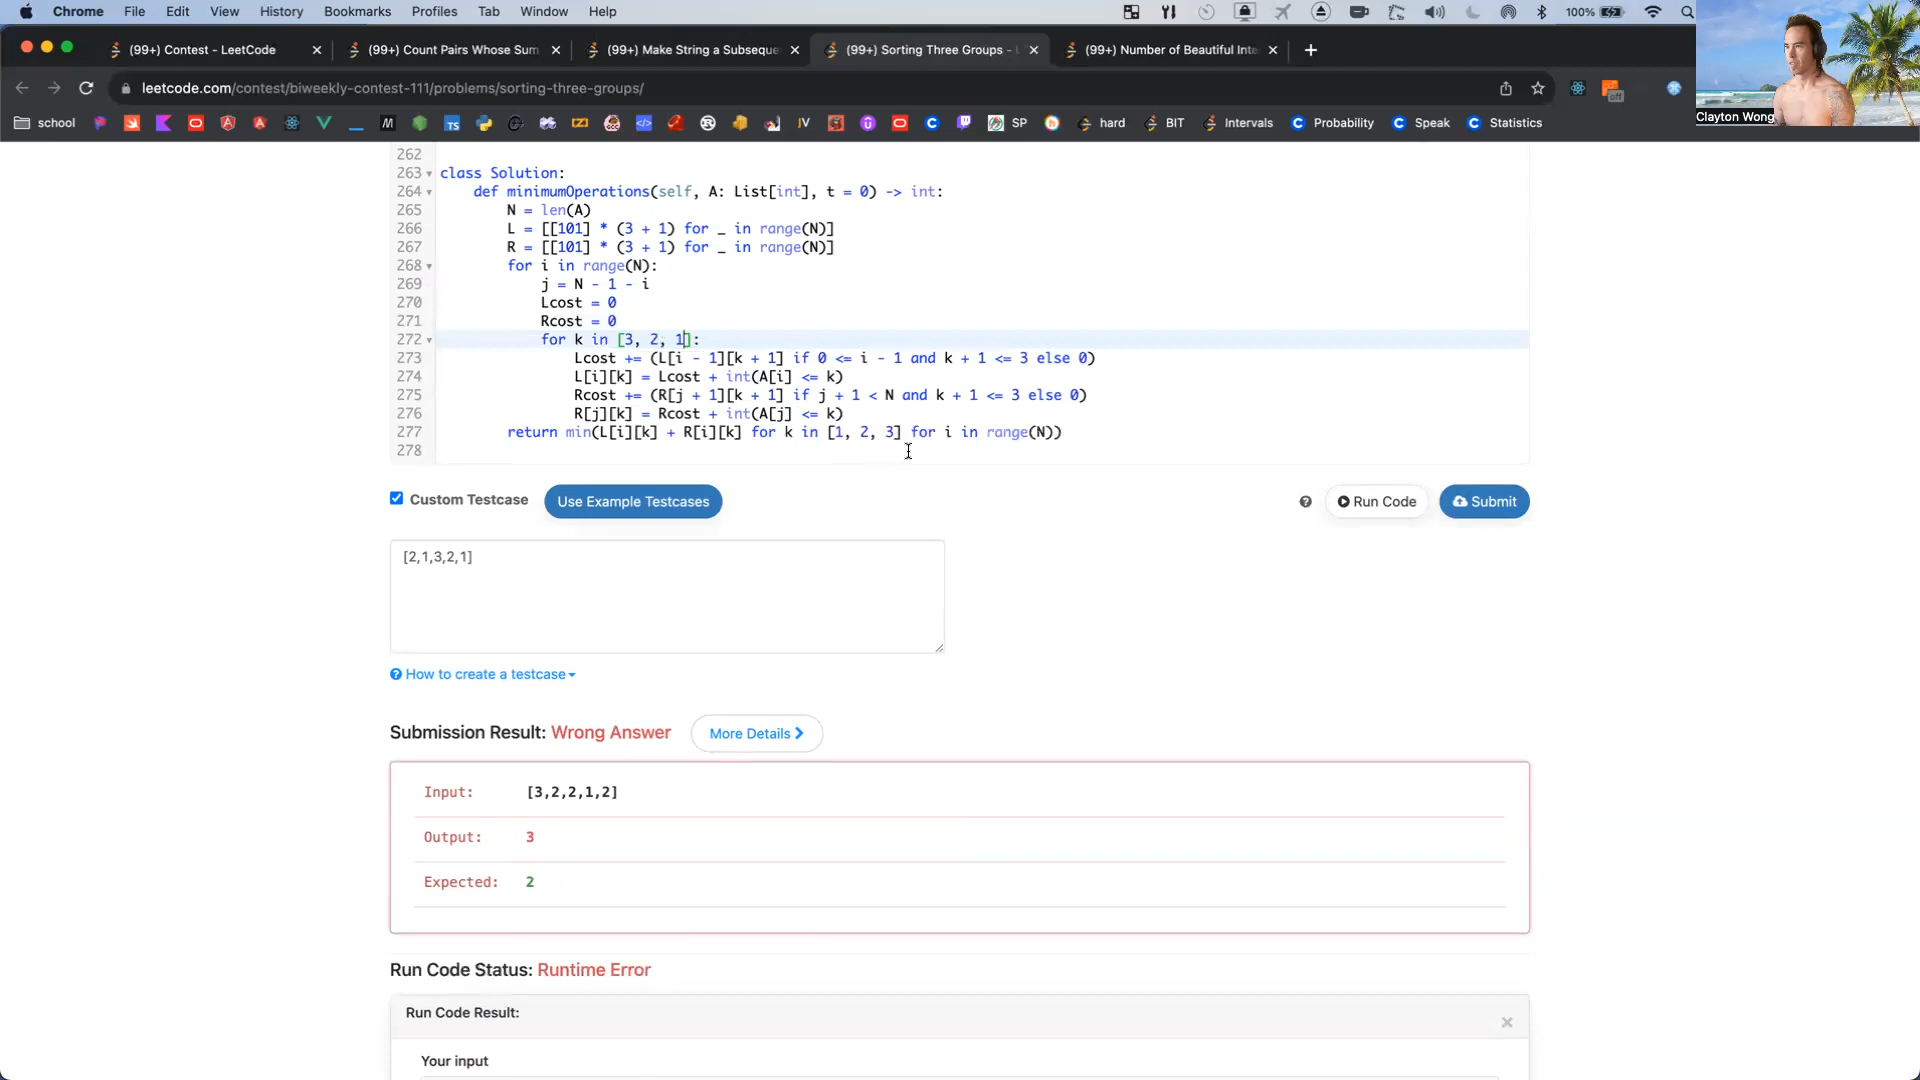 Chrome File Edit View History Bookmarks Profiles Tab Window Help 100%
(99+) Contest - LeetCode (99+) Count Pairs Whose Sum (99+) Make String a Subseque (99+) Sorting Three Groups - (99+) Number of Beautiful Inte
leetcode.com/contest/biweekly-contest-111/problems/sorting-three-groups/ off
school M TS GCC JV SP hard BIT Intervals Probability Speak Statistics
Clayton Wong
262
263 class Solution:
264 def minimumOperations(self, A: List[int], t = 0) -> int:
265 N = len(A)
266 L = [[101] * (3 + 1) for _ in range(N)]
267 R = [[101] * (3 + 1) for _ in range(N)]
268 for i in range(N):
269 j = N - 1 - i
270 Lcost = 0
271 Rcost = 0
272 for k in [3, 2, 1]:
273 Lcost += (L[i - 1][k + 1] if 0 <= i - 1 and k + 1 <= 3 else 0)
274 L[i][k] = Lcost + int(A[i] <= k)
275 Rcost += (R[j + 1][k + 1] if j + 1 < N and k + 1 <= 3 else 0)
276 R[j][k] = Rcost + int(A[j] <= k)
277 return min(L[i][k] + R[i][k] for k in [1, 2, 3] for i in range(N))
278
Custom Testcase Use Example Testcases Run Code Submit
[2,1,3,2,1]
How to create a testcase
Submission Result: Wrong Answer More Details
Input: [3,2,2,1,2]
Output: 3
Expected: 2
Run Code Status: Runtime Error
Run Code Result:
Your input